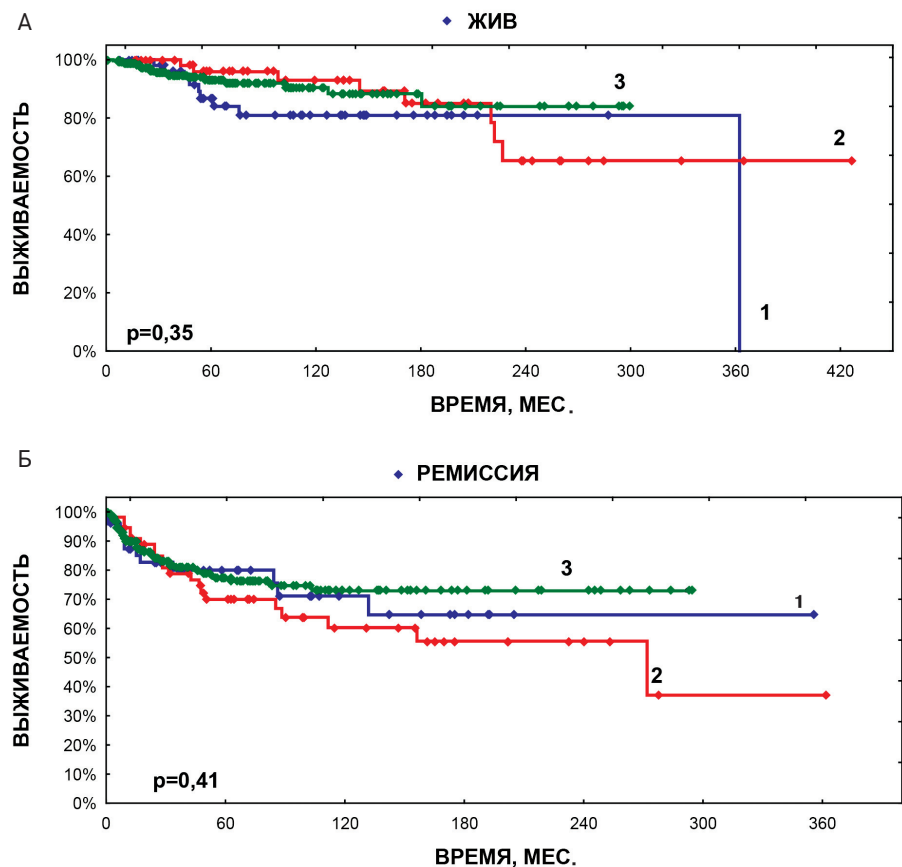 А
ЖИВ
100%
80%
60%
40%
20%
0%
ВЫЖИВАЕМОСТЬ
3
2
1
p=0,35
0 60 120 180 240 300 360 420
ВРЕМЯ, МЕС.
Б
РЕМИССИЯ
100%
90%
80%
70%
60%
50%
40%
30%
20%
10%
0%
ВЫЖИВАЕМОСТЬ
3
1
2
p=0,41
0 60 120 180 240 300 360
ВРЕМЯ, МЕС.